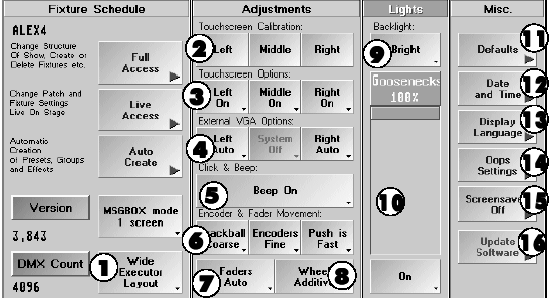 Fixture Schedule
ALEX4
Change Structure
Of Show, Create or
Delete Fixtures etc.
Full
Access
Change Patch and
Fixture Settings
Live On Stage
Live
Access
Automatic
Creation
of Presets, Groups
and Effects
Auto
Create
Version
3,843
MSGBOX mode
1 screen
DMX Count
4096
1
Wide
Executor
Layout
Adjustments
Touchscreen Calibration:
2
Left
Middle
Right
Touchscreen Options:
3
Left
On
Middle
On
Right
On
External VGA Options:
4
Left
Auto
System
Off
Right
Auto
Click & Beep:
5
Beep On
Encoder & Fader Movement:
6
Coarse
Encoders
Fine
Push is
Fast
7
Faders
Auto
8
Lights
Backlight:
9
Bright
Goosenecks
100%
10
On
Misc.
Defaults
11
Date
and Time
12
Display
Language
13
Oops
Settings
14
Off
15
Update
Software
16